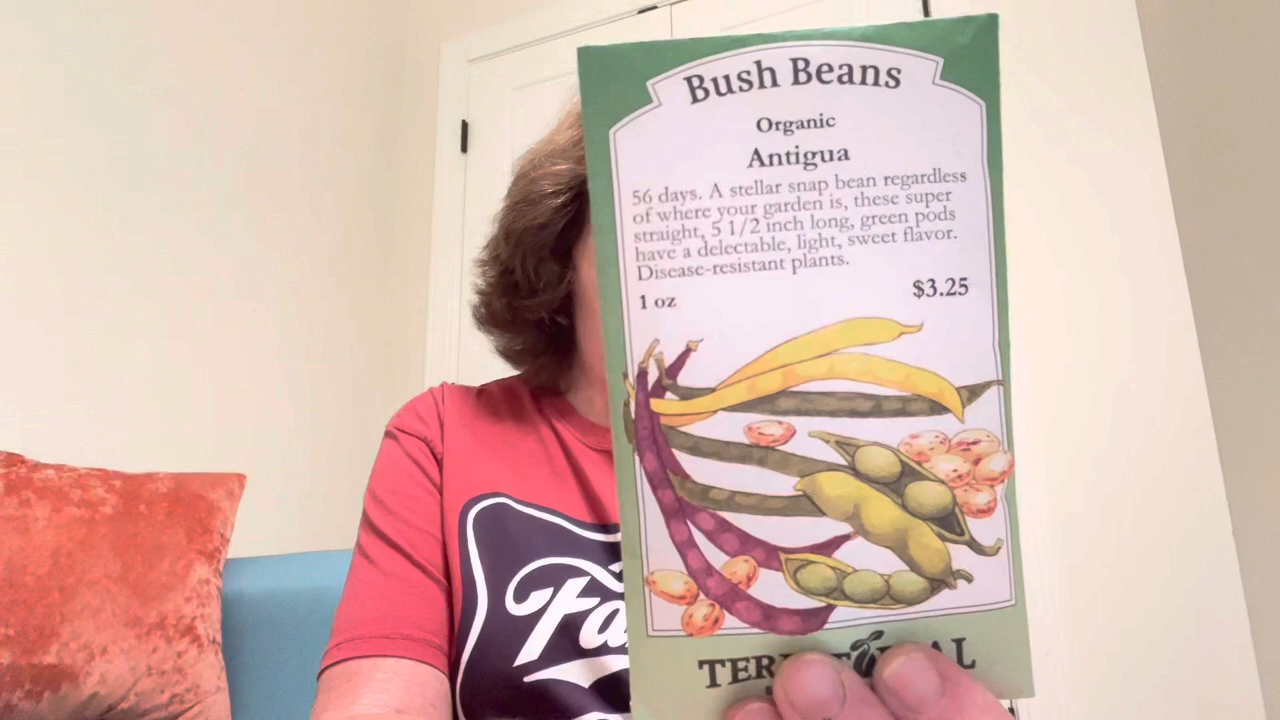 Bush Beans
Organic
Antigua
56 days. A stellar snap bean regardless
of where your garden is, these super
straight, 5 1/2 inch long, green pods
have a delectable, light, sweet flavor.
Disease-resistant plants.
1 oz $3.25